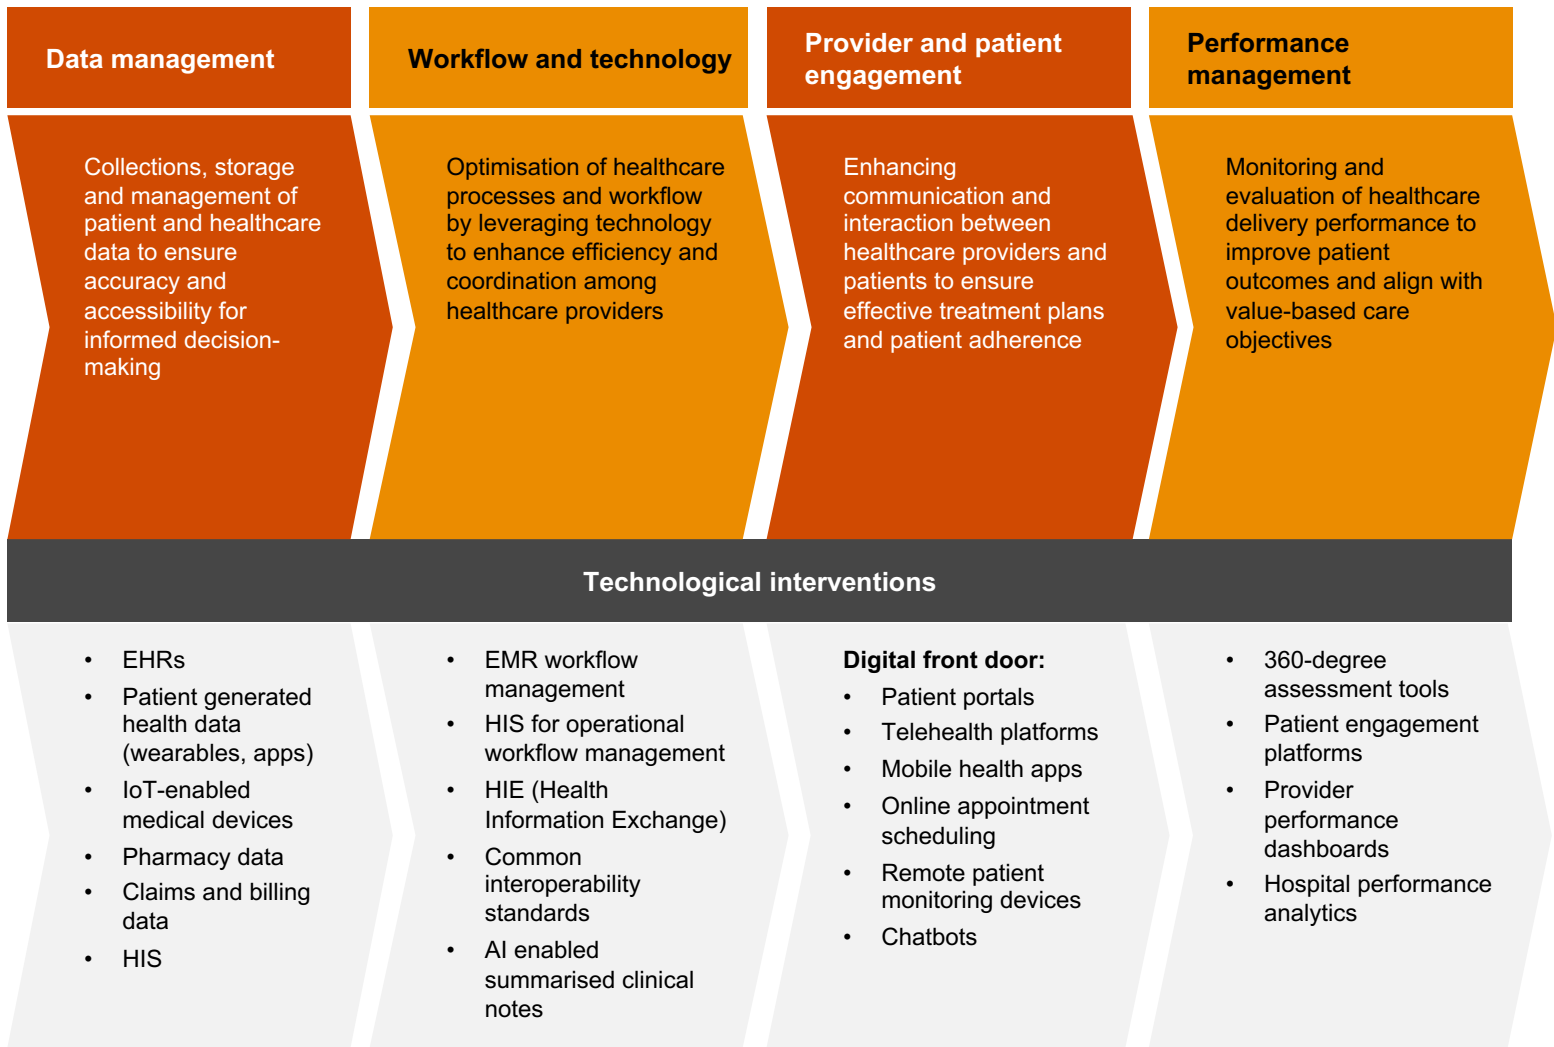 Data management
Workflow and technology
Provider and patient
engagement
Performance
management
Collections, storage
and management of
patient and healthcare
data to ensure
accuracy and
accessibility for
informed decision-
making
Optimisation of healthcare
processes and workflow
by leveraging technology
to enhance efficiency and
coordination among
healthcare providers
Enhancing
communication and
interaction between
healthcare providers and
patients to ensure
effective treatment plans
and patient adherence
Monitoring and
evaluation of healthcare
delivery performance to
improve patient
outcomes and align with
value-based care
objectives
Technological interventions
• EHRs
• Patient generated
health data
(wearables, apps)
• IoT-enabled
medical devices
• Pharmacy data
• Claims and billing
data
• HIS
• EMR workflow
management
• HIS for operational
workflow management
• HIE (Health
Information Exchange)
• Common
interoperability
standards
• AI enabled
summarised clinical
notes
Digital front door:
• Patient portals
• Telehealth platforms
• Mobile health apps
• Online appointment
scheduling
• Remote patient
monitoring devices
• Chatbots
• 360-degree
assessment tools
• Patient engagement
platforms
• Provider
performance
dashboards
• Hospital performance
analytics